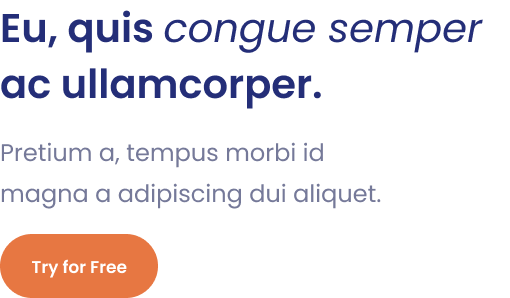 Eu, quis congue semper
ac ullamcorper.
Pretium a, tempus morbi id
magna a adipiscing dui aliquet.
Try for Free